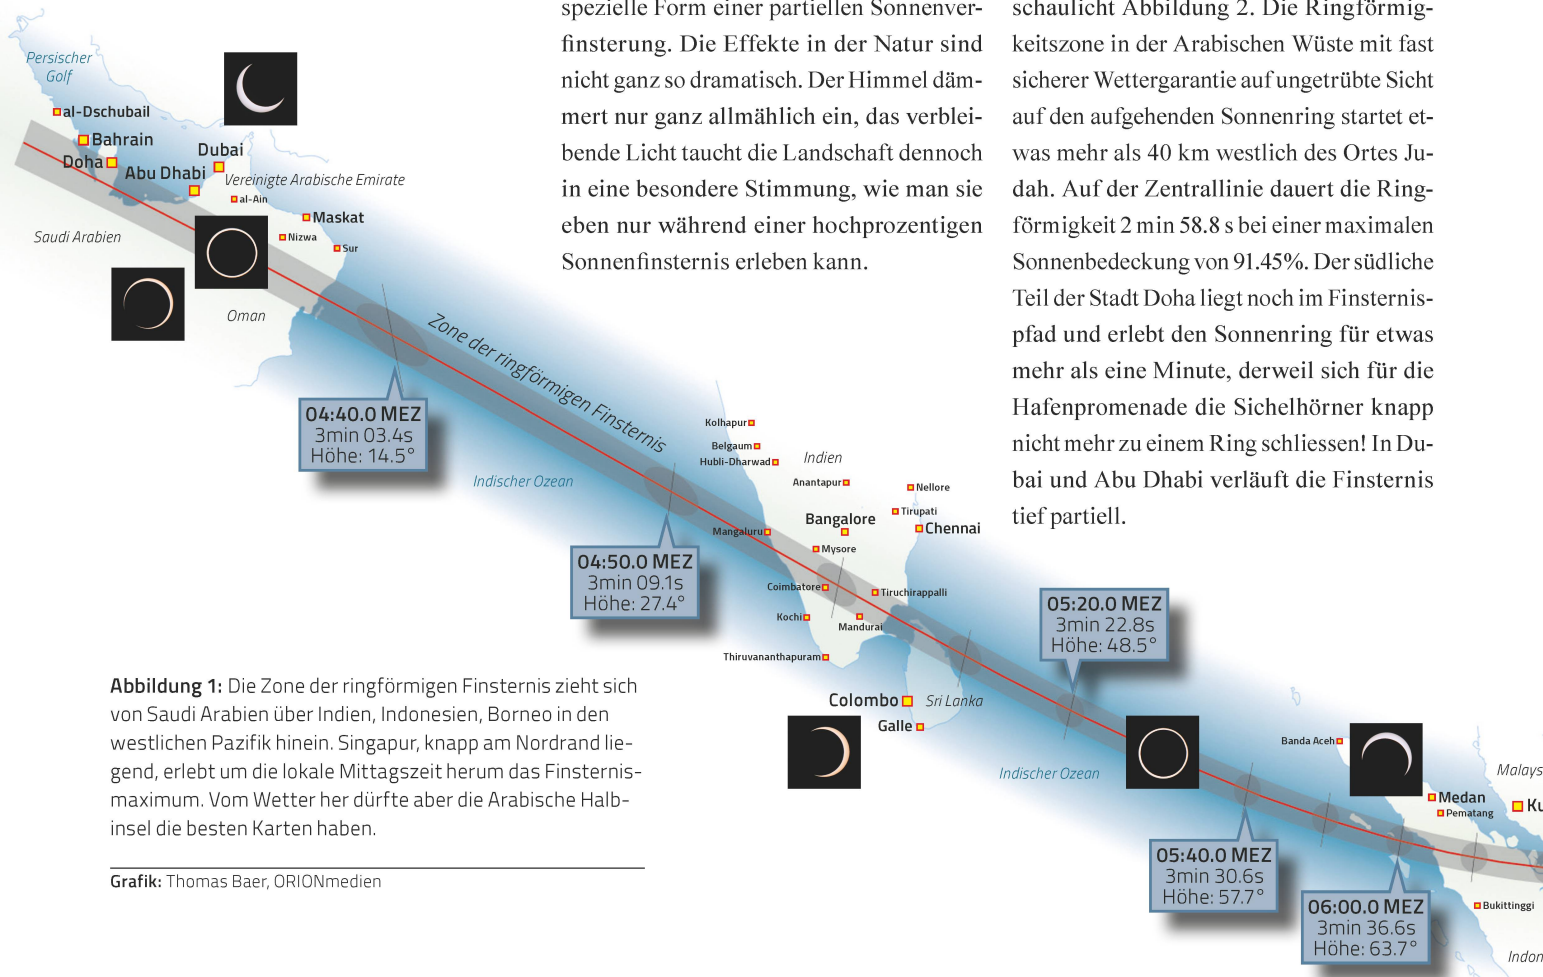 spezielle Form einer partiellen Sonnenver-
finsterung. Die Effekte in der Natur sind
nicht ganz so dramatisch. Der Himmel däm-
mert nur ganz allmählich ein, das verblei-
bende Licht taucht die Landschaft dennoch
in eine besondere Stimmung, wie man sie
eben nur während einer hochprozentigen
Sonnenfinsternis erleben kann.
schaulicht Abbildung 2. Die Ringförmig-
keitszone in der Arabischen Wüste mit fast
sicherer Wettergarantie auf ungetrübte Sicht
auf den aufgehenden Sonnenring startet et-
was mehr als 40 km westlich des Ortes Ju-
dah. Auf der Zentrallinie dauert die Ring-
förmigkeit 2 min 58.8 s bei einer maximalen
Sonnenbedeckung von 91.45%. Der südliche
Teil der Stadt Doha liegt noch im Finsternis-
pfad und erlebt den Sonnenring für etwas
mehr als eine Minute, derweil sich für die
Hafenpromenade die Sichelhörner knapp
nicht mehr zu einem Ring schliessen! In Du-
bai und Abu Dhabi verläuft die Finsternis
tief partiell.
Persischer
Golf
al-Dschubail
Bahrain
Doha
Dubai
Abu Dhabi
Vereinigte Arabische Emirate
al-Ain
Maskat
Saudi Arabien
Nizwa
Sur
Oman
Zone der ringförmigen Finsternis
04:40.0 MEZ
3min 03.4s
Höhe: 14.5°
Indischer Ozean
Kolhapur
Belgaum
Hubli-Dharwad
Indien
Anantapur
Nellore
Tirupati
Bangalore
Chennai
Mangaluru
Mysore
04:50.0 MEZ
3min 09.1s
Höhe: 27.4°
Coimbatore
Tiruchirappalli
Kochi
Mandurai
Thiruvananthapuram
05:20.0 MEZ
3min 22.8s
Höhe: 48.5°
Colombo
Sri Lanka
Galle
Indischer Ozean
Banda Aceh
Malays
Medan
Pematang
Ku
05:40.0 MEZ
3min 30.6s
Höhe: 57.7°
06:00.0 MEZ
3min 36.6s
Höhe: 63.7°
Bukittinggi
Indon
Abbildung 1: Die Zone der ringförmigen Finsternis zieht sich
von Saudi Arabien über Indien, Indonesien, Borneo in den
westlichen Pazifik hinein. Singapur, knapp am Nordrand lie-
gend, erlebt um die lokale Mittagszeit herum das Finsternis-
maximum. Vom Wetter her dürfte aber die Arabische Halb-
insel die besten Karten haben.
Grafik: Thomas Baer, ORIONmedien